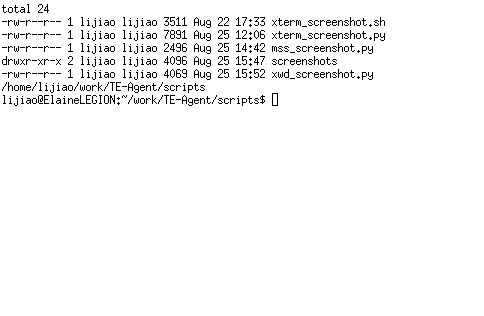 total 24
-rw-r--r-- 1 lijiao lijiao 3511 Aug 22 17:33 xterm_screenshot.sh
-rw-r--r-- 1 lijiao lijiao 7891 Aug 25 12:06 xterm_screenshot.py
-rw-r--r-- 1 lijiao lijiao 2496 Aug 25 14:42 mss_screenshot.py
drwxr-xr-x 2 lijiao lijiao 4096 Aug 25 15:47 screenshots
-rw-r--r-- 1 lijiao lijiao 4069 Aug 25 15:52 xwd_screenshot.py
/home/lijiao/work/TE-Agent/scripts
lijiao@ElaineLEGION:~/work/TE-Agent/scripts$